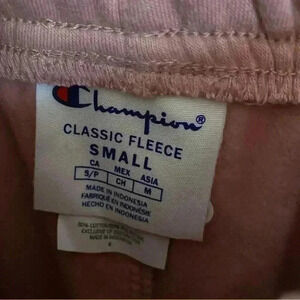 Champion®
CLASSIC FLEECE
SMALL
CA MEX ASIA
S/P CH M
MADE IN INDONESIA
FABRIQUÉ EN INDONÉSIE
HECHO EN INDONESIA